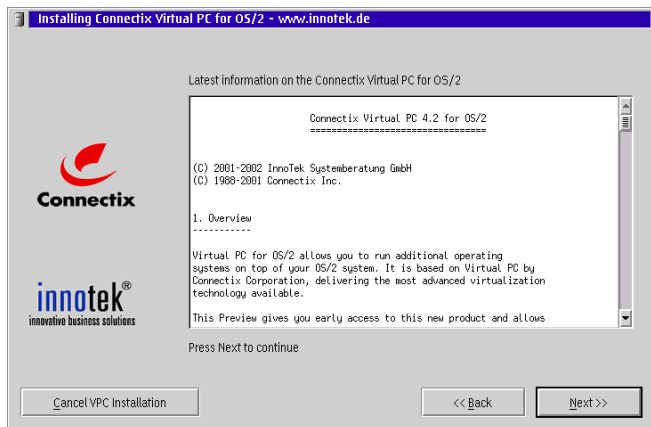 Installing Connectix Virtual PC for OS/2 - www.innotek.de
Latest information on the Connectix Virtual PC for OS/2
Connectix Virtual PC 4.2 for OS/2
=================================
(C) 2001-2002 InnoTek Systemberatung GmbH
(C) 1988-2001 Connectix Inc.
1. Overview
-----------
Virtual PC for OS/2 allows you to run additional operating
systems on top of your OS/2 system. It is based on Virtual PC by
Connectix Corporation, delivering the most advanced virtualization
technology available.
This Preview gives you early access to this new product and allows
Connectix
innotek®
innovative business solutions
Press Next to continue
Cancel VPC Installation
<< Back
Next >>